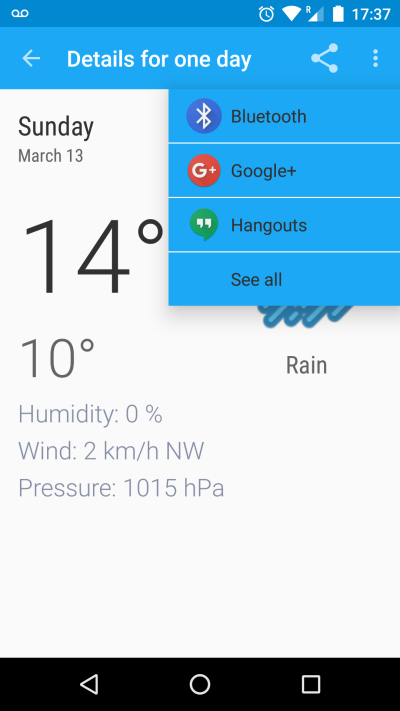 R
17:37
Details for one day
Sunday
March 13
Bluetooth
G+ Google+
Hangouts
See all
14°
10°
Rain
Humidity: 0 %
Wind: 2 km/h NW
Pressure: 1015 hPa